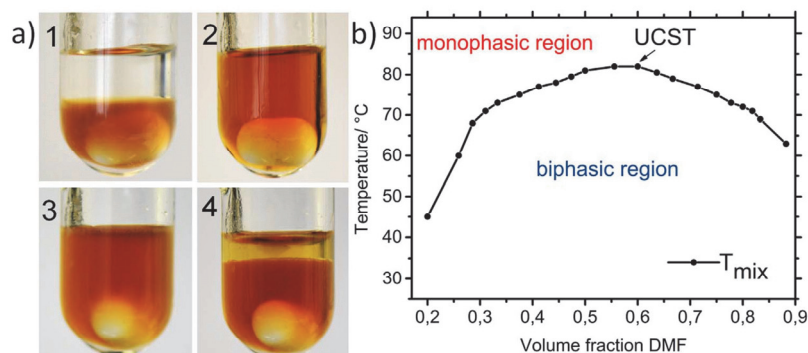 a)
1
2
3
4
b)
monophasic region
UCST
biphasic region
T_mix
Temperature/ °C
90
80
70
60
50
40
30
0,2
0,3
0,4
0,5
0,6
0,7
0,8
0,9
Volume fraction DMF